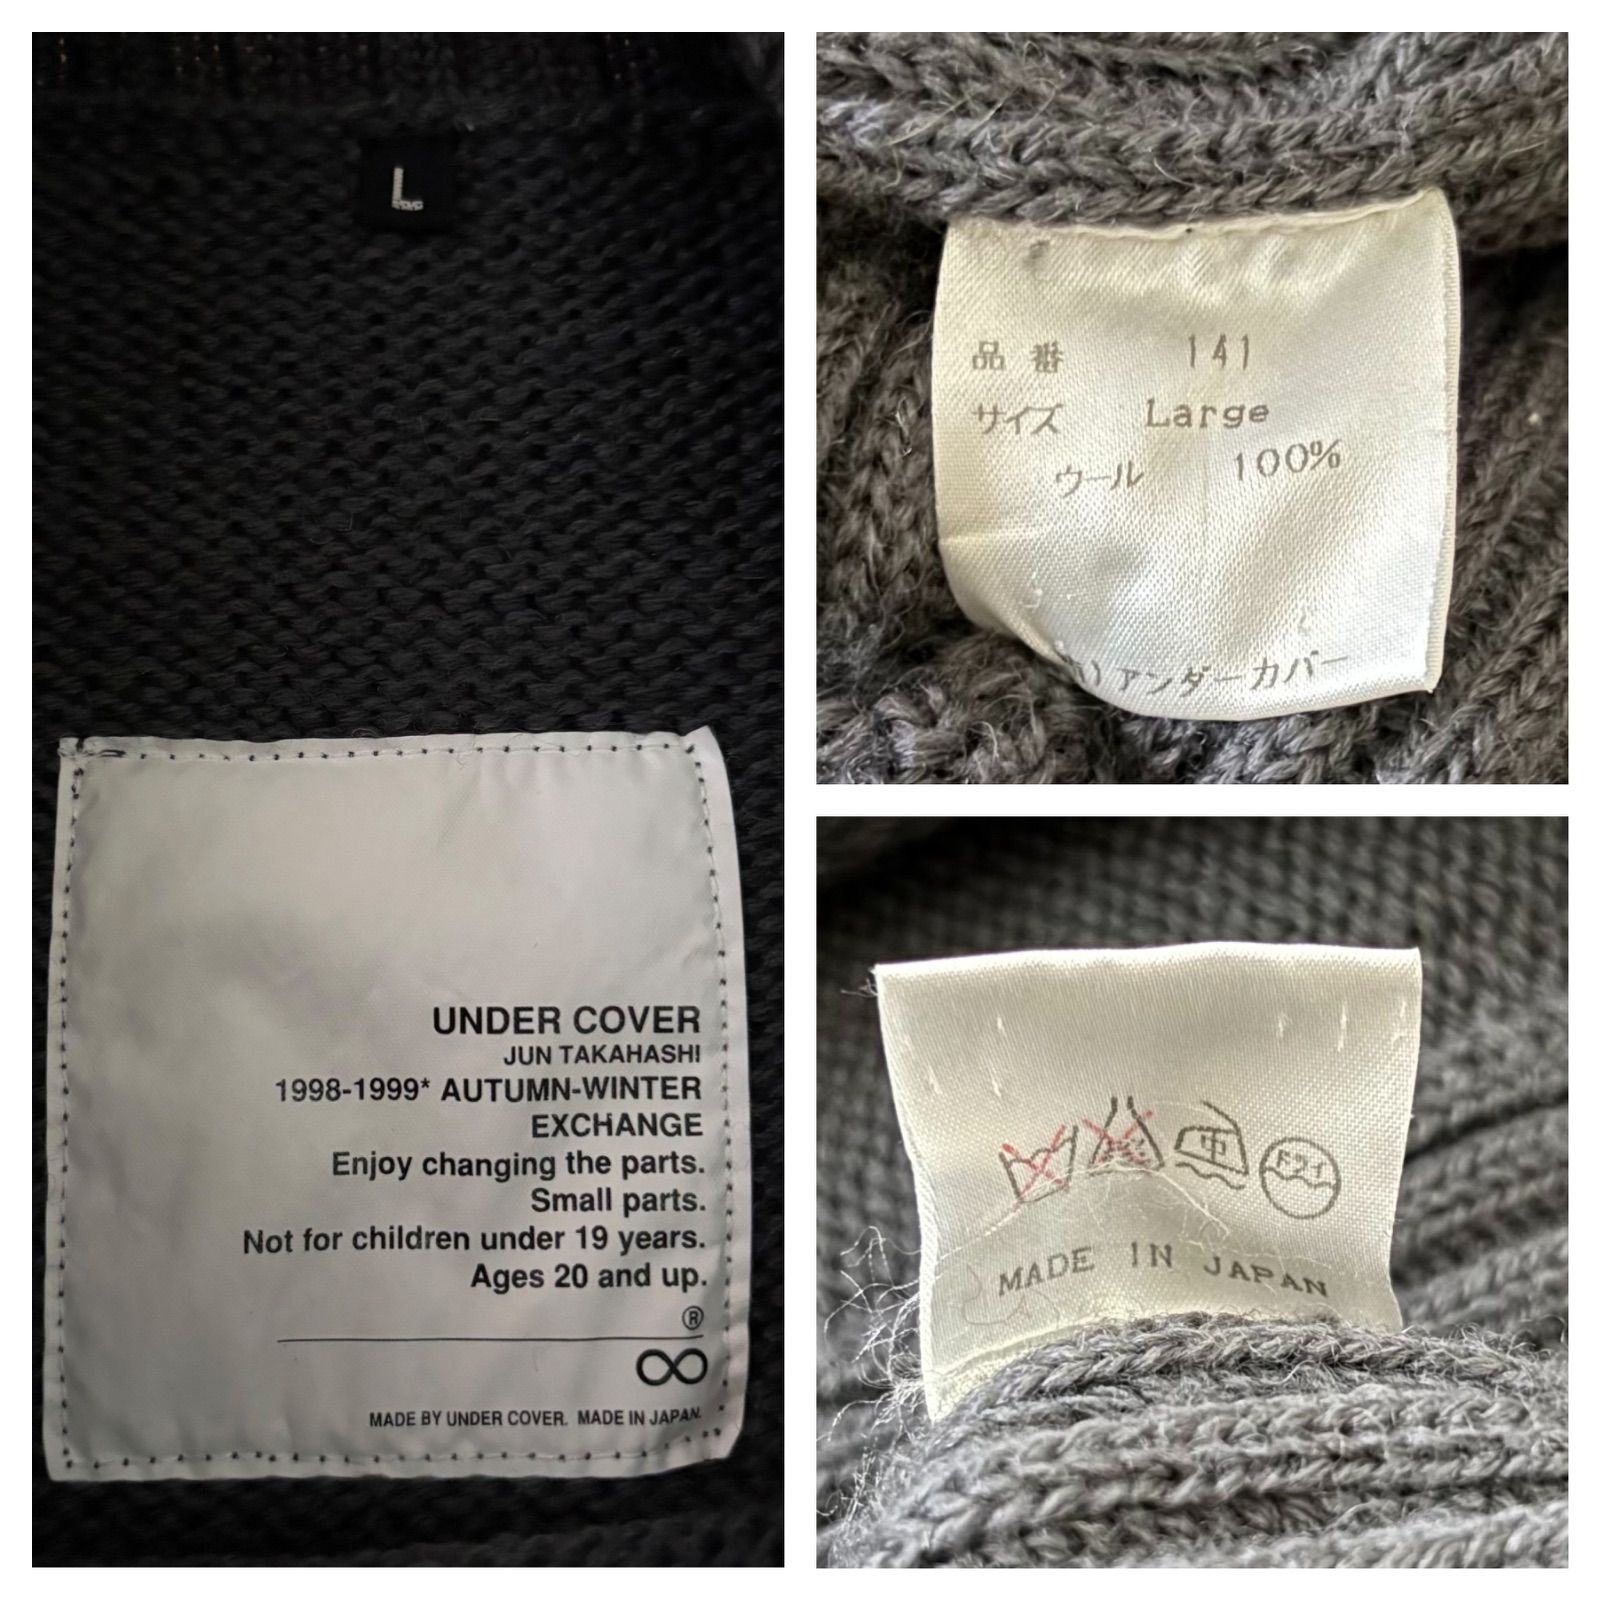 L
UNDER COVER
JUN TAKAHASHI
1998-1999* AUTUMN-WINTER
EXCHANGE
Enjoy changing the parts.
Small parts.
Not for children under 19 years.
Ages 20 and up.
®
∞
MADE BY UNDER COVER. MADE IN JAPAN.
品番 141
サイズ Large
ウール 100%
アンダーカバー
中
MADE IN JAPAN